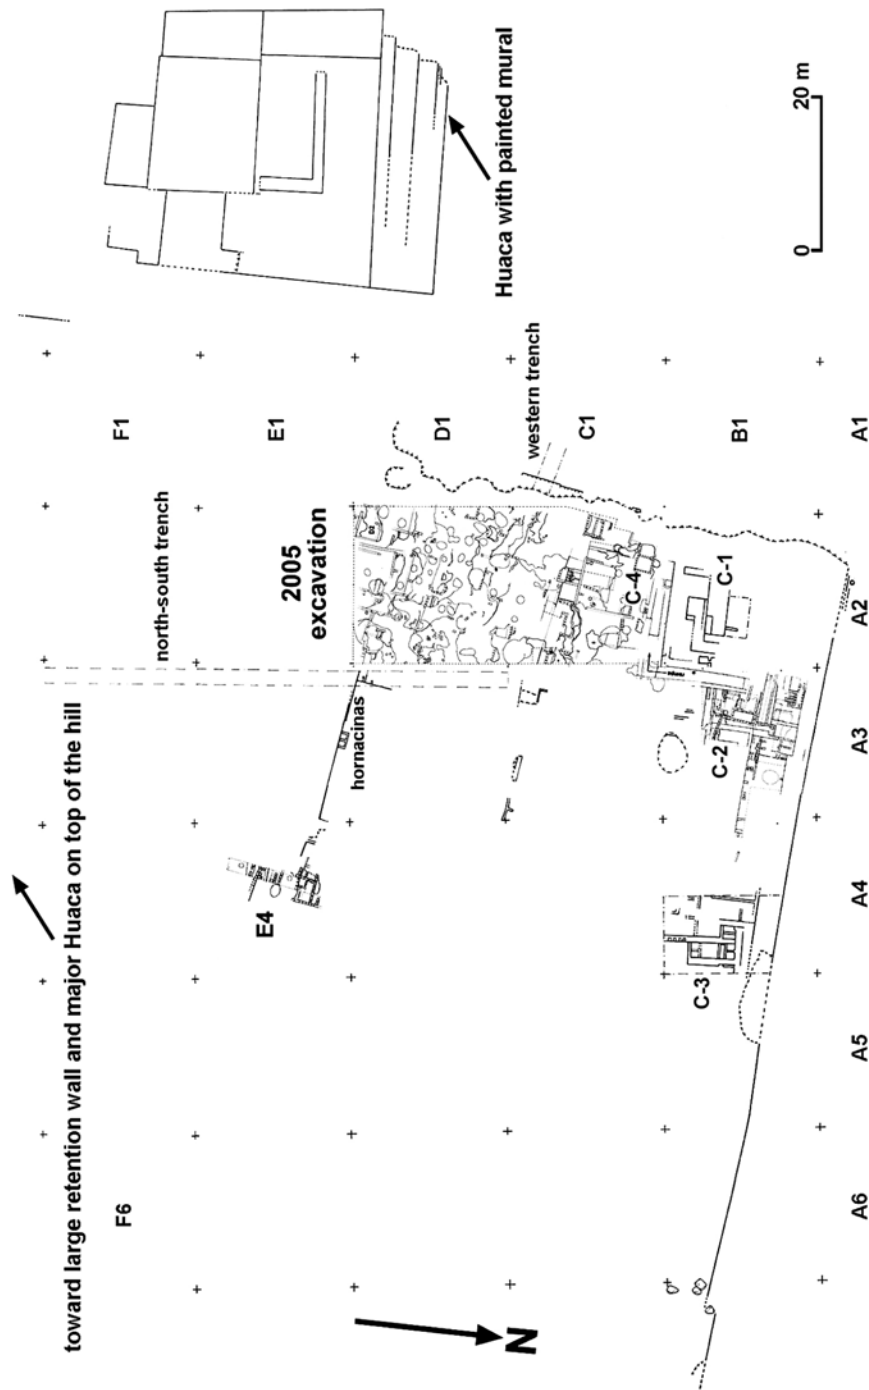 toward large retention wall and major Huaca on top of the hill
F6
F1
north-south trench
E4
E1
2005
excavation
hornacinas
D1
Huaca with painted mural
N
western trench
C1
C-4
C-3
C-2
C-1
B1
0 20 m
A6 A5 A4 A3 A2 A1